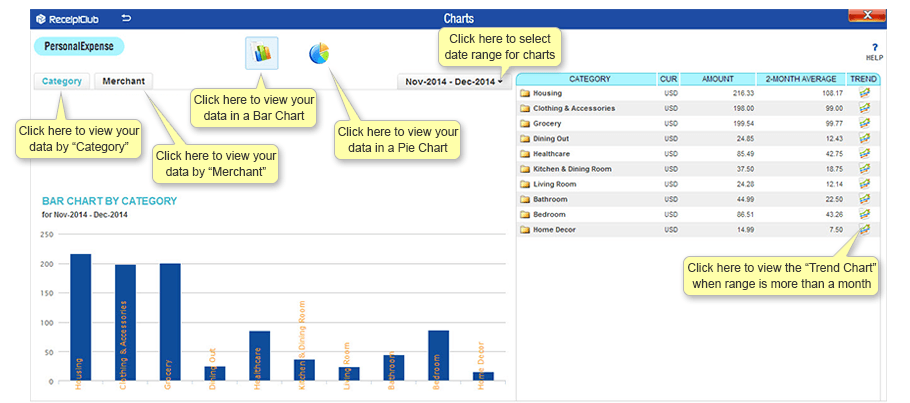 ReceiptClub
Charts
PersonalExpense
Click here to select
date range for charts
?
HELP
Category
Merchant
Nov-2014 - Dec-2014
Click here to view your
data in a Bar Chart
Click here to view your
data in a Pie Chart
Click here to view your
data by “Category”
Click here to view your
data by “Merchant”
CATEGORY CUR AMOUNT 2-MONTH AVERAGE TREND
Housing USD 216.33 108.17
Clothing & Accessories USD 198.00 99.00
Grocery USD 199.54 99.77
Dining Out USD 24.85 12.43
Healthcare USD 85.49 42.75
Kitchen & Dining Room USD 37.50 18.75
Living Room USD 24.28 12.14
Bathroom USD 44.99 22.50
Bedroom USD 86.51 43.26
Home Decor USD 14.99 7.50
Click here to view the “Trend Chart”
when range is more than a month
BAR CHART BY CATEGORY
for Nov-2014 - Dec-2014
250
200
150
100
50
0
Housing
Clothing & Accessories
Grocery
Dining Out
Healthcare
Kitchen & Dining Room
Living Room
Bathroom
Bedroom
Home Decor